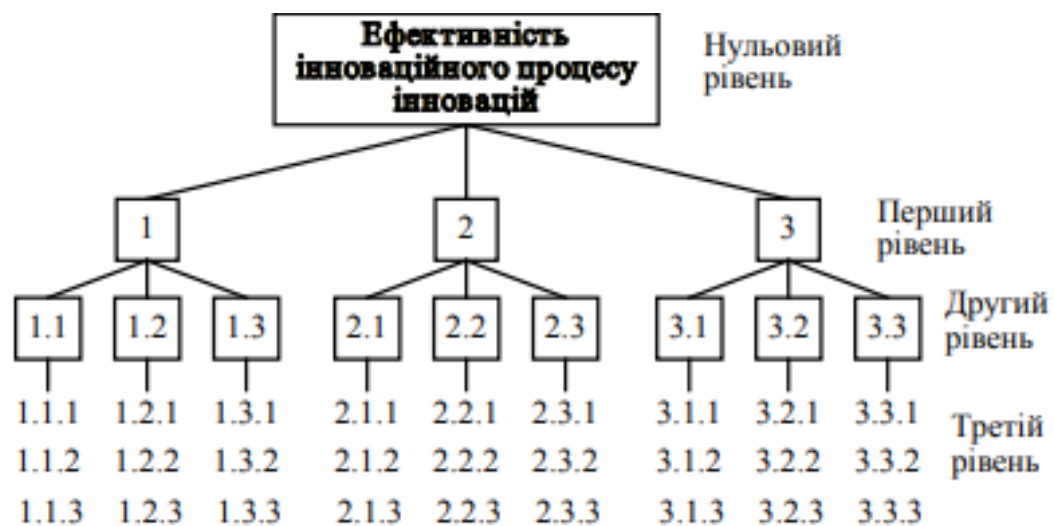 Ефективність
інноваційного процесу
інновацій
Нульовий
рівень
1 2 3
Перший
рівень
1.1 1.2 1.3 2.1 2.2 2.3 3.1 3.2 3.3
Другий
рівень
1.1.1 1.2.1 1.3.1 2.1.1 2.2.1 2.3.1 3.1.1 3.2.1 3.3.1
1.1.2 1.2.2 1.3.2 2.1.2 2.2.2 2.3.2 3.1.2 3.2.2 3.3.2
1.1.3 1.2.3 1.3.3 2.1.3 2.2.3 2.3.3 3.1.3 3.2.3 3.3.3
Третій
рівень